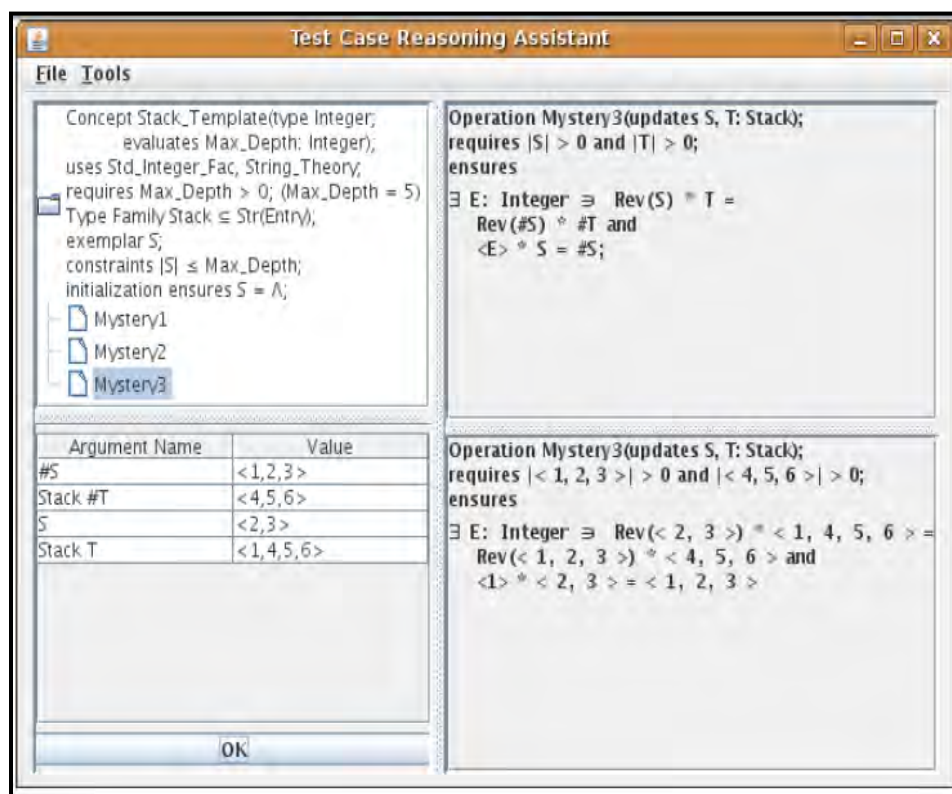 Test Case Reasoning Assistant
File Tools
Concept Stack_Template(type Integer;
evaluates Max_Depth: Integer);
uses Std_Integer_Fac, String_Theory;
requires Max_Depth > 0; (Max_Depth = 5)
Type Family Stack ⊆ Str(Entry);
exemplar S;
constraints |S| ≤ Max_Depth;
initialization ensures S = Λ;
Mystery1
Mystery2
Mystery3
Operation Mystery3(updates S, T: Stack);
requires |S| > 0 and |T| > 0;
ensures
∃ E: Integer ∋ Rev(S) * T =
Rev(#S) * #T and
<E> * S = #S;
Argument Name Value
#S <1,2,3>
Stack #T <4,5,6>
S <2,3>
Stack T <1,4,5,6>
OK
Operation Mystery3(updates S, T: Stack);
requires |< 1, 2, 3 >| > 0 and |< 4, 5, 6 >| > 0;
ensures
∃ E: Integer ∋ Rev(< 2, 3 >) * < 1, 4, 5, 6 > =
Rev(< 1, 2, 3 >) * < 4, 5, 6 > and
<1> * < 2, 3 > = < 1, 2, 3 >